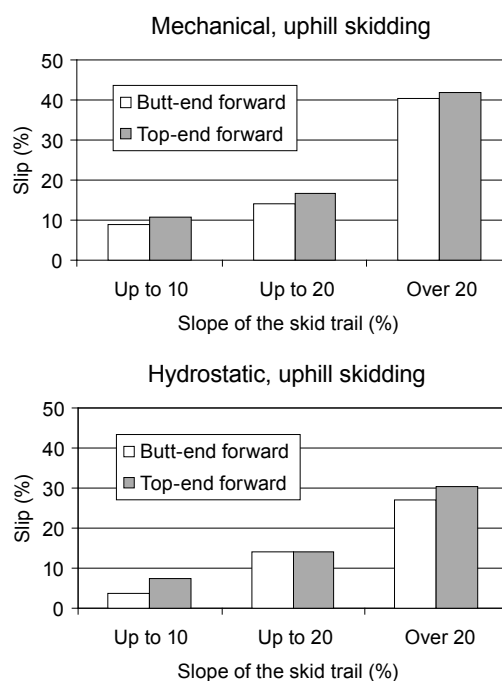 Mechanical, uphill skidding
50
40
30
20
10
0
Slip (%)
Butt-end forward
Top-end forward
Up to 10 Up to 20 Over 20
Slope of the skid trail (%)
Hydrostatic, uphill skidding
50
40
30
20
10
0
Slip (%)
Butt-end forward
Top-end forward
Up to 10 Up to 20 Over 20
Slope of the skid trail (%)